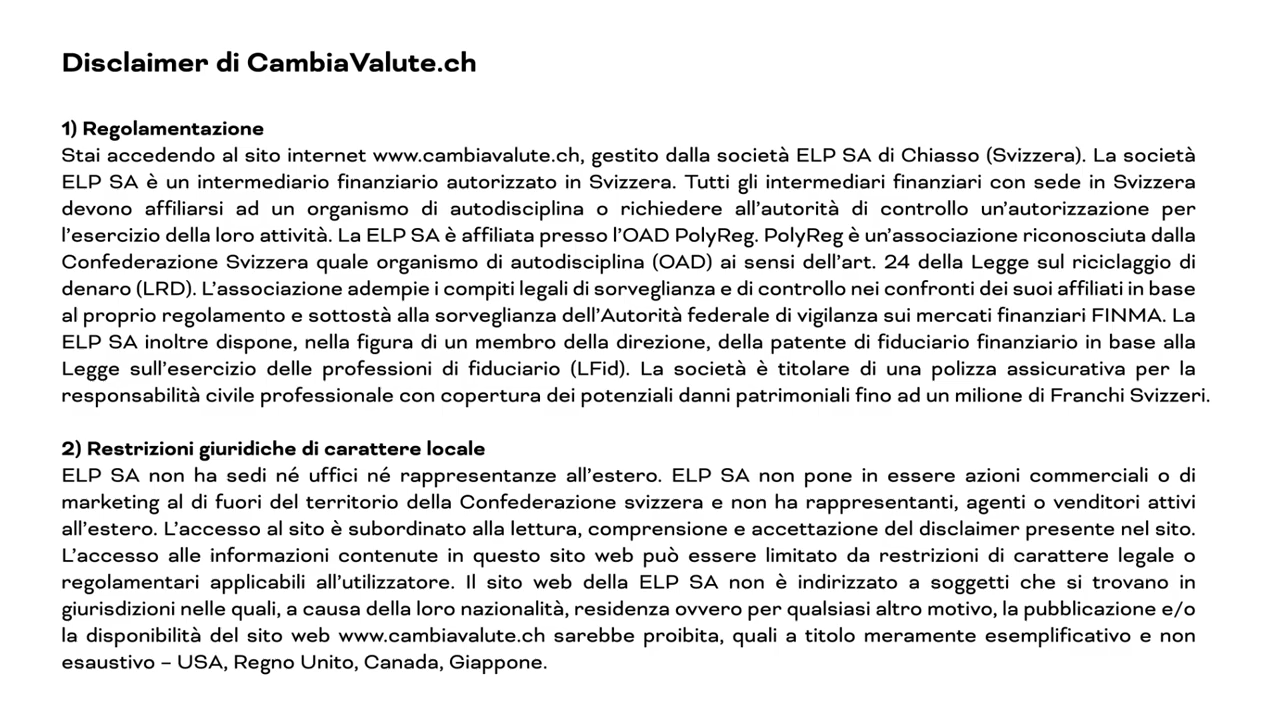 Disclaimer di CambiaValute.ch
1) Regolamentazione
Stai accedendo al sito internet www.cambiavalute.ch, gestito dalla società ELP SA di Chiasso (Svizzera). La società
ELP SA è un intermediario finanziario autorizzato in Svizzera. Tutti gli intermediari finanziari con sede in Svizzera
devono affiliarsi ad un organismo di autodisciplina o richiedere all’autorità di controllo un’autorizzazione per
l’esercizio della loro attività. La ELP SA è affiliata presso l’OAD PolyReg. PolyReg è un’associazione riconosciuta dalla
Confederazione Svizzera quale organismo di autodisciplina (OAD) ai sensi dell’art. 24 della Legge sul riciclaggio di
denaro (LRD). L’associazione adempie i compiti legali di sorveglianza e di controllo nei confronti dei suoi affiliati in base
al proprio regolamento e sottostà alla sorveglianza dell’Autorità federale di vigilanza sui mercati finanziari FINMA. La
ELP SA inoltre dispone, nella figura di un membro della direzione, della patente di fiduciario finanziario in base alla
Legge sull’esercizio delle professioni di fiduciario (LFid). La società è titolare di una polizza assicurativa per la
responsabilità civile professionale con copertura dei potenziali danni patrimoniali fino ad un milione di Franchi Svizzeri.
2) Restrizioni giuridiche di carattere locale
ELP SA non ha sedi né uffici né rappresentanze all’estero. ELP SA non pone in essere azioni commerciali o di
marketing al di fuori del territorio della Confederazione svizzera e non ha rappresentanti, agenti o venditori attivi
all’estero. L’accesso al sito è subordinato alla lettura, comprensione e accettazione del disclaimer presente nel sito.
L’accesso alle informazioni contenute in questo sito web può essere limitato da restrizioni di carattere legale o
regolamentari applicabili all’utilizzatore. Il sito web della ELP SA non è indirizzato a soggetti che si trovano in
giurisdizioni nelle quali, a causa della loro nazionalità, residenza ovvero per qualsiasi altro motivo, la pubblicazione e/o
la disponibilità del sito web www.cambiavalute.ch sarebbe proibita, quali a titolo meramente esemplificativo e non
esaustivo – USA, Regno Unito, Canada, Giappone.